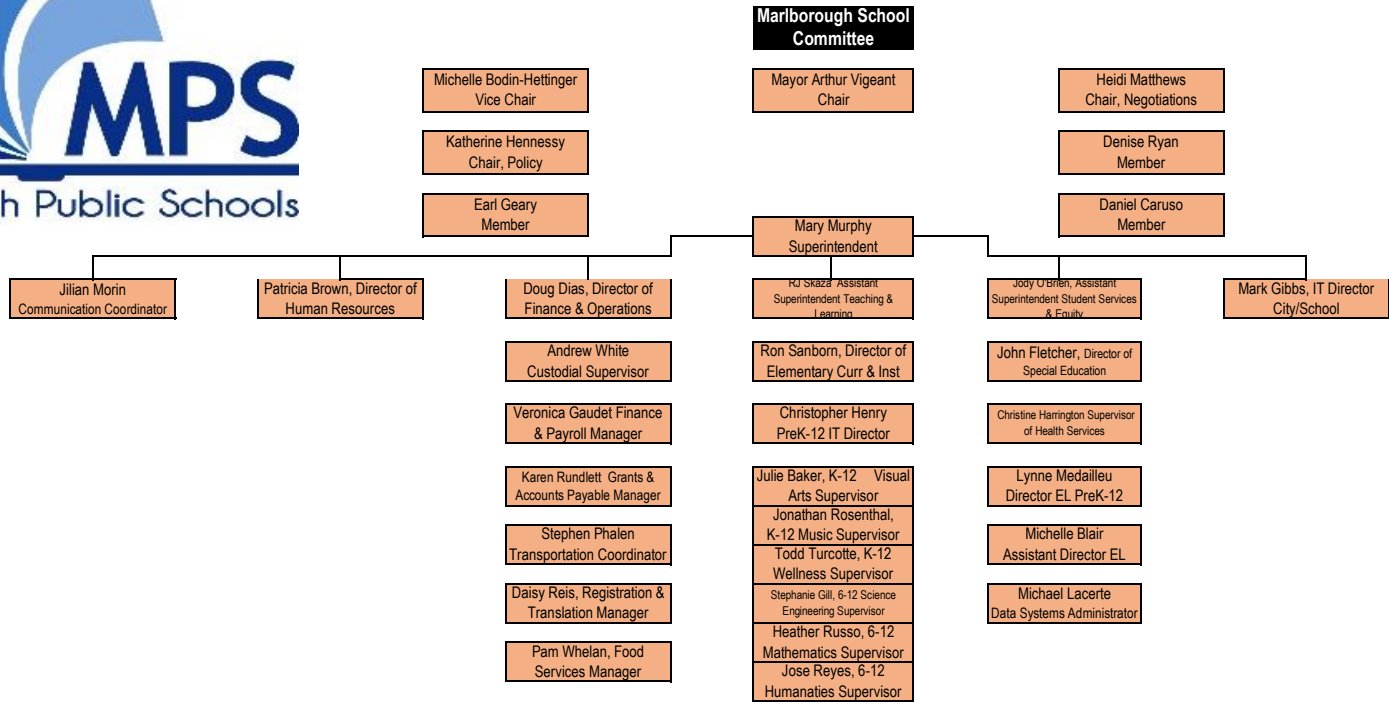 Marlborough School
Committee
MPS
h Public Schools
Michelle Bodin-Hettinger
Vice Chair
Mayor Arthur Vigeant
Chair
Heidi Matthews
Chair, Negotiations
Katherine Hennessy
Chair, Policy
Denise Ryan
Member
Earl Geary
Member
Daniel Caruso
Member
Mary Murphy
Superintendent
Jilian Morin
Communication Coordinator
Patricia Brown, Director of
Human Resources
Doug Dias, Director of
Finance & Operations
RJ Skaza Assistant
Superintendent Teaching &
Learning
Jody O'Brien, Assistant
Superintendent Student Services
& Equity
Mark Gibbs, IT Director
City/School
Andrew White
Custodial Supervisor
Veronica Gaudet Finance
& Payroll Manager
Karen Rundlett Grants &
Accounts Payable Manager
Stephen Phalen
Transportation Coordinator
Daisy Reis, Registration &
Translation Manager
Pam Whelan, Food
Services Manager
Ron Sanborn, Director of
Elementary Curr & Inst
Christopher Henry
PreK-12 IT Director
Julie Baker, K-12 Visual
Arts Supervisor
Jonathan Rosenthal,
K-12 Music Supervisor
Todd Turcotte, K-12
Wellness Supervisor
Stephanie Gill, 6-12 Science
Engineering Supervisor
Heather Russo, 6-12
Mathematics Supervisor
Jose Reyes, 6-12
Humanaties Supervisor
John Fletcher, Director of
Special Education
Christine Harrington Supervisor
of Health Services
Lynne Medailleu
Director EL PreK-12
Michelle Blair
Assistant Director EL
Michael Lacerte
Data Systems Administrator